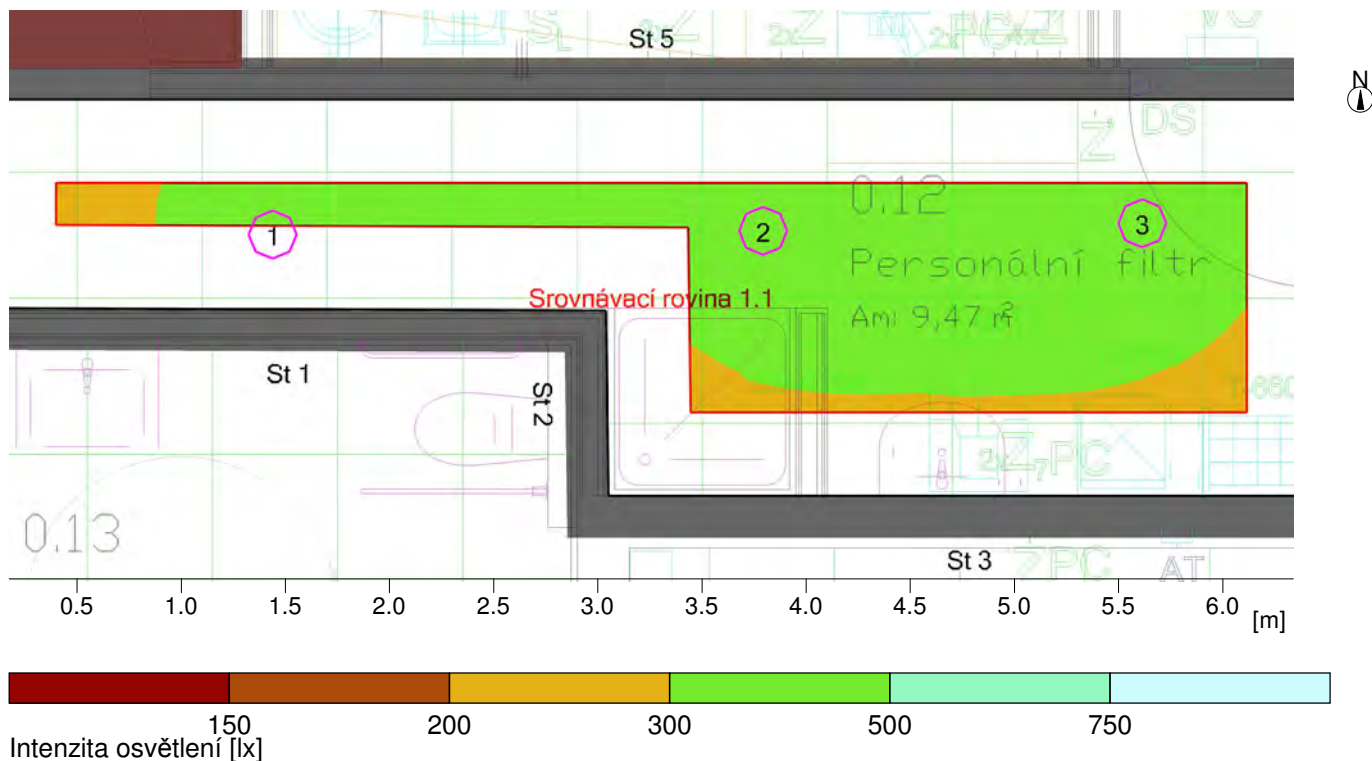 St 5
N
DS
Ž
0.12
1
2
3
Personální filtr
Srovnávací rovina 1.1
Ami 9,47 m²
St 1
St 2
0.13
St 3
AT
0.5 1.0 1.5 2.0 2.5 3.0 3.5 4.0 4.5 5.0 5.5 6.0 [m]
150 200 300 500 750
Intenzita osvětlení [lx]